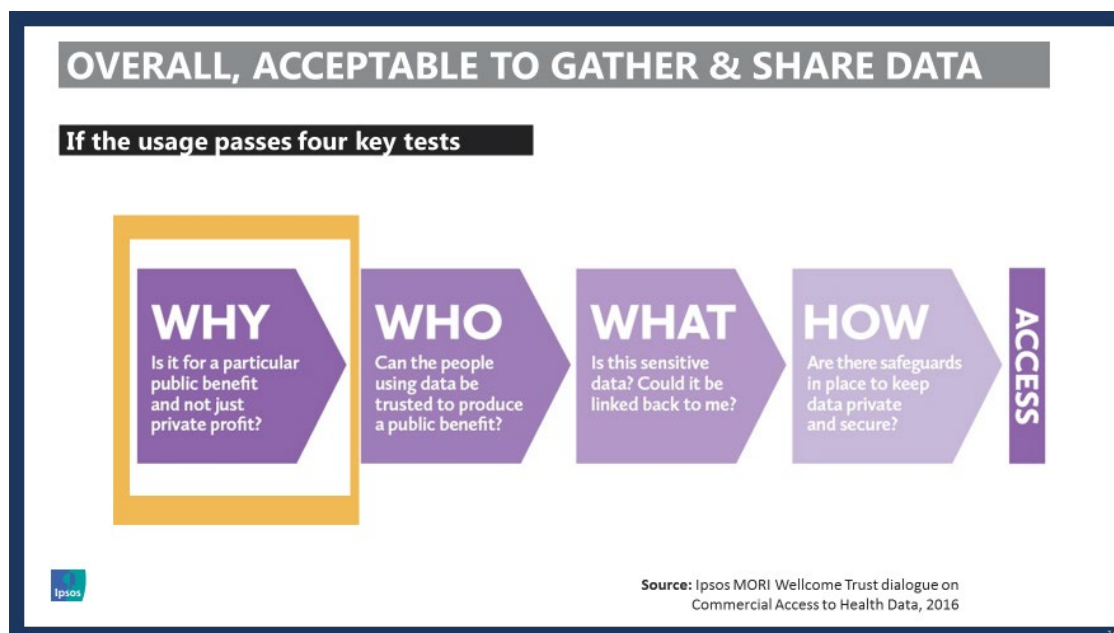 OVERALL, ACCEPTABLE TO GATHER & SHARE DATA
If the usage passes four key tests
WHY
Is it for a particular
public benefit
and not just
private profit?
WHO
Can the people
using data be
trusted to produce
a public benefit?
WHAT
Is this sensitive
data? Could it be
linked back to me?
HOW
Are there safeguards
in place to keep
data private
and secure?
ACCESS
Ipsos
Source: Ipsos MORI Wellcome Trust dialogue on
Commercial Access to Health Data, 2016